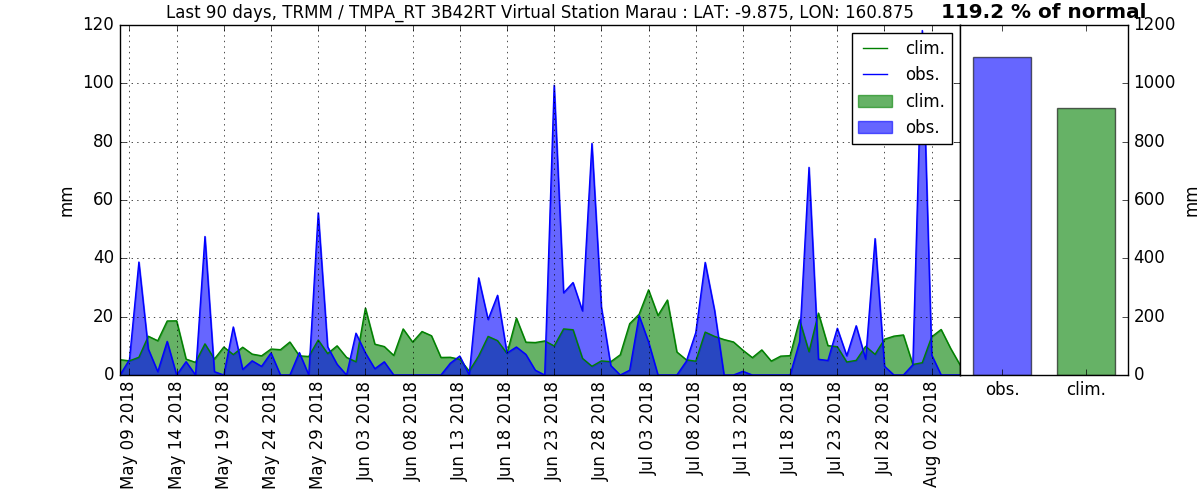 Last 90 days, TRMM / TMPA_RT 3B42RT Virtual Station Marau : LAT: -9.875, LON: 160.875
119.2 % of normal
120
100
80
60
40
20
0
mm
clim.
obs.
clim.
obs.
May 09 2018
May 14 2018
May 19 2018
May 24 2018
May 29 2018
Jun 03 2018
Jun 08 2018
Jun 13 2018
Jun 18 2018
Jun 23 2018
Jun 28 2018
Jul 03 2018
Jul 08 2018
Jul 13 2018
Jul 18 2018
Jul 23 2018
Jul 28 2018
Aug 02 2018
1200
1000
800
600
400
200
0
mm
obs.
clim.